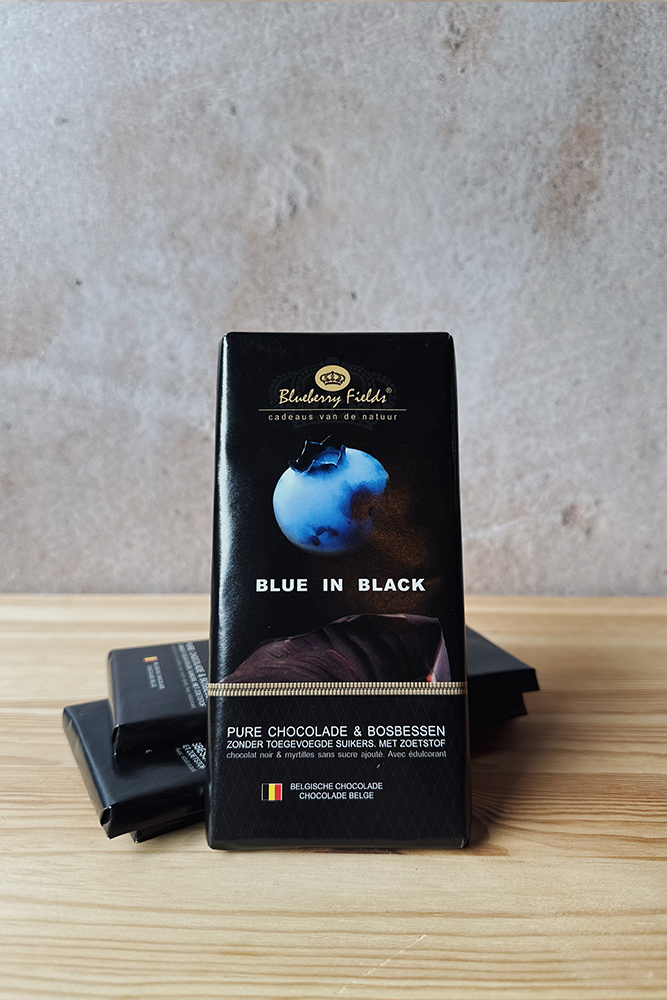 Blueberry Fields®
cadeaus van de natuur
BLUE IN BLACK
PURE CHOCOLADE & BOSBESSEN
ZONDER TOEGEVOEGDE SUIKERS. MET ZOETSTOF
chocolat noir & myrtilles sans sucre ajouté. Avec édulcorant
BELGISCHE CHOCOLADE
CHOCOLADE BELGE